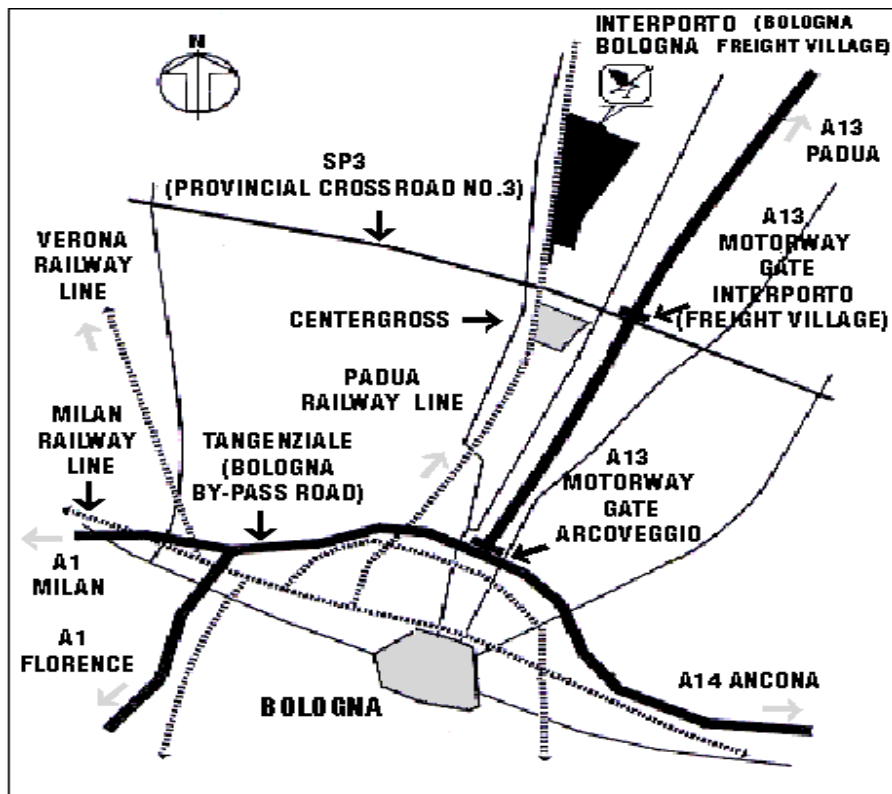 INTERPORTO (BOLOGNA
BOLOGNA FREIGHT VILLAGE)
N
A13
PADUA
SP3
(PROVINCIAL CROSSROAD NO.3)
A13
MOTORWAY
GATE
INTERPORTO
(FREIGHT VILLAGE)
VERONA
RAILWAY
LINE
CENTERGROSS
PADUA
RAILWAY LINE
MILAN
RAILWAY
LINE
TANGENZIALE
(BOLOGNA
BY-PASS ROAD)
A13
MOTORWAY
GATE
ARCOVEGGIO
A1
MILAN
A1
FLORENCE
BOLOGNA
A14 ANCONA